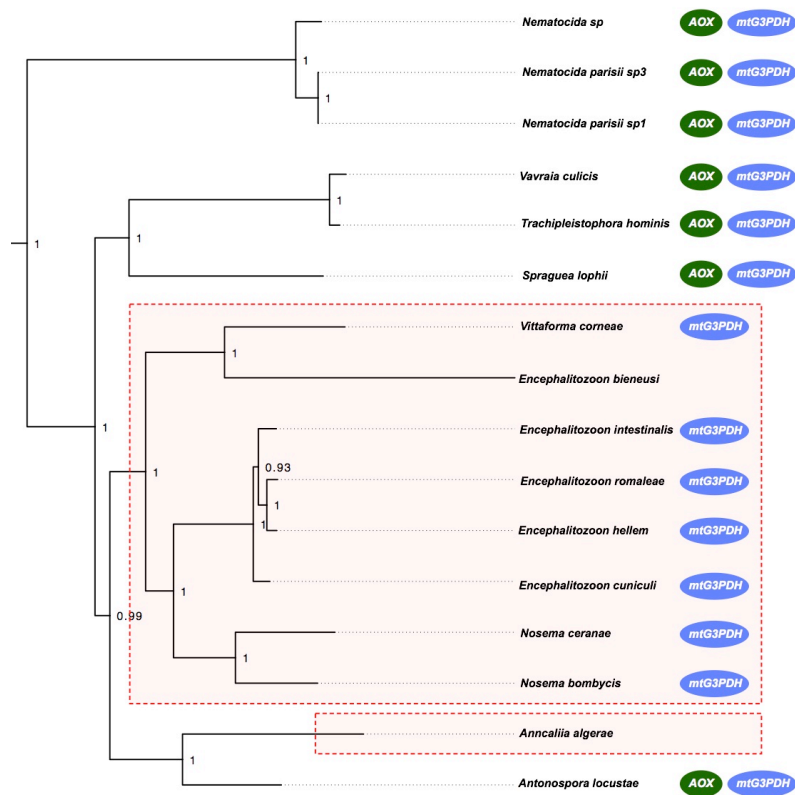 Nematocida sp AOX mtG3PDH
1
Nematocida parisii sp3 AOX mtG3PDH
1
Nematocida parisii sp1 AOX mtG3PDH
Vavraia culicis AOX mtG3PDH
1
Trachipleistophora hominis AOX mtG3PDH
1
1
Spraguea lophii AOX mtG3PDH
Vittaforma corneae mtG3PDH
1
Encephalitozoon bieneusi
1
Encephalitozoon intestinalis mtG3PDH
0.93
1
Encephalitozoon romaleae mtG3PDH
1
1
Encephalitozoon hellem mtG3PDH
Encephalitozoon cuniculi mtG3PDH
1
0.99
Nosema ceranae mtG3PDH
1
Nosema bombycis mtG3PDH
Anncaliia algerae
1
Antonospora locustae AOX mtG3PDH